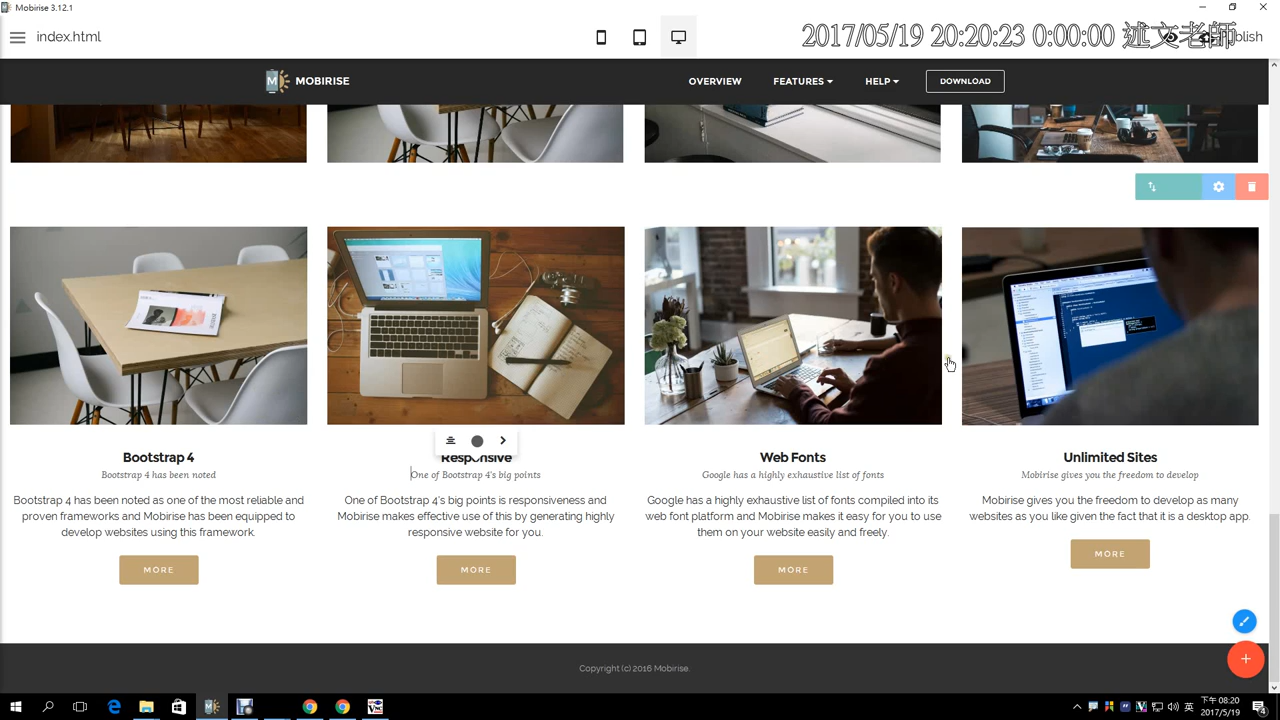 Mobirise 3.12.1
index.html
2017/05/19 20:20:23 0:00:00 述文老師
MOBIRISE
OVERVIEW FEATURES HELP DOWNLOAD
Bootstrap 4
Bootstrap 4 has been noted
Bootstrap 4 has been noted as one of the most reliable and
proven frameworks and Mobirise has been equipped to
develop websites using this framework.
MORE
Responsive
One of Bootstrap 4's big points
One of Bootstrap 4's big points is responsiveness and
Mobirise makes effective use of this by generating highly
responsive website for you.
MORE
Web Fonts
Google has a highly exhaustive list of fonts
Google has a highly exhaustive list of fonts compiled into its
web font platform and Mobirise makes it easy for you to use
them on your website easily and freely.
MORE
Unlimited Sites
Mobirise gives you the freedom to develop
Mobirise gives you the freedom to develop as many
websites as you like given the fact that it is a desktop app.
MORE
Copyright (c) 2016 Mobirise.
英
下午 08:20
2017/5/19